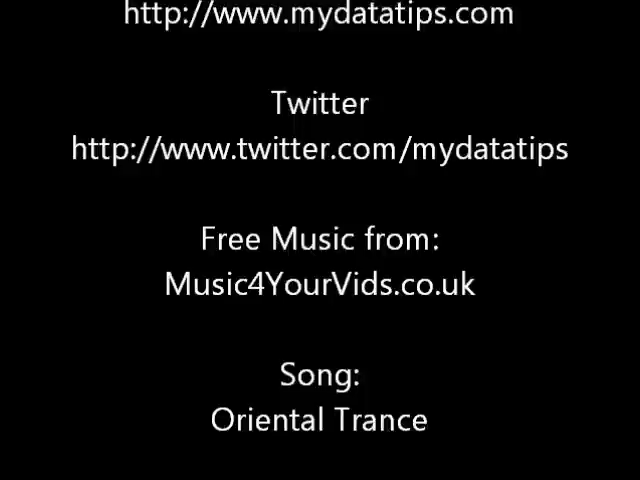 http://www.mydatatips.com
Twitter
http://www.twitter.com/mydatatips
Free Music from:
Music4YourVids.co.uk
Song:
Oriental Trance